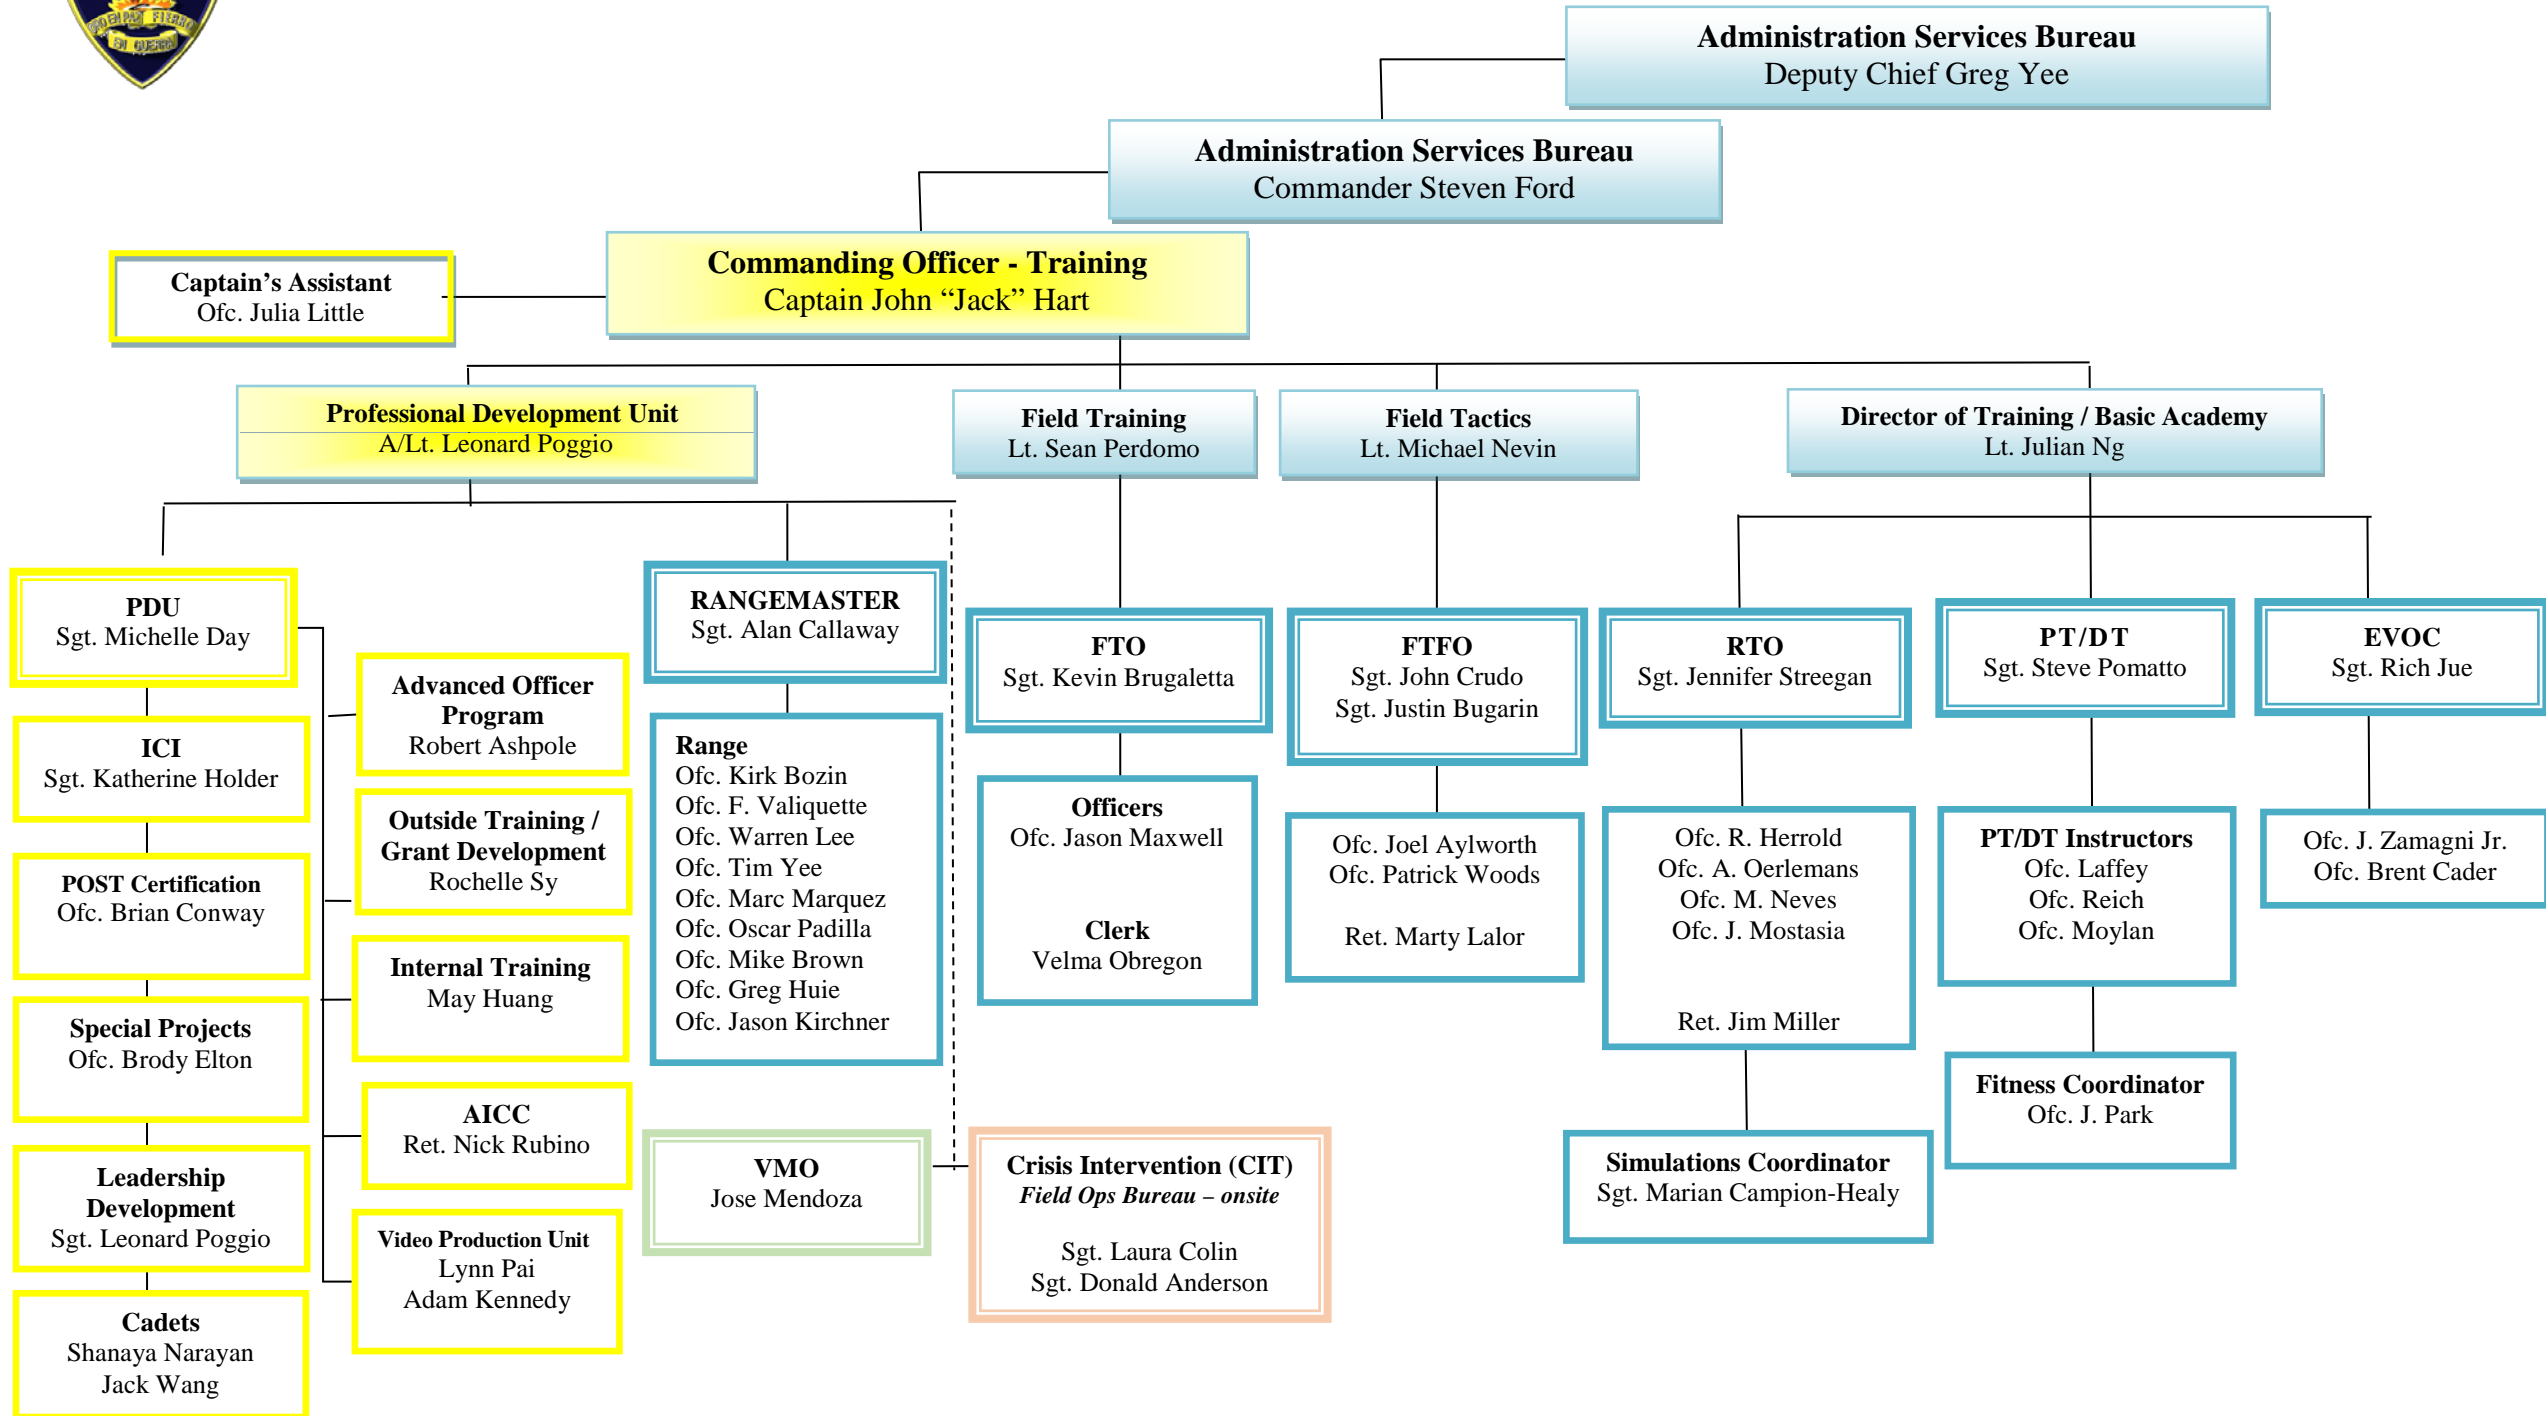 ORO EN PAZ FIERRO
EN GUERRA
Administration Services Bureau
Deputy Chief Greg Yee
Administration Services Bureau
Commander Steven Ford
Commanding Officer - Training
Captain John “Jack” Hart
Captain’s Assistant
Ofc. Julia Little
Professional Development Unit
A/Lt. Leonard Poggio
Field Training
Lt. Sean Perdomo
Field Tactics
Lt. Michael Nevin
Director of Training / Basic Academy
Lt. Julian Ng
PDU
Sgt. Michelle Day
ICI
Sgt. Katherine Holder
POST Certification
Ofc. Brian Conway
Special Projects
Ofc. Brody Elton
Leadership
Development
Sgt. Leonard Poggio
Cadets
Shanaya Narayan
Jack Wang
Advanced Officer
Program
Robert Ashpole
Outside Training /
Grant Development
Rochelle Sy
Internal Training
May Huang
AICC
Ret. Nick Rubino
Video Production Unit
Lynn Pai
Adam Kennedy
RANGEMASTER
Sgt. Alan Callaway
Range
Ofc. Kirk Bozin
Ofc. F. Valiquette
Ofc. Warren Lee
Ofc. Tim Yee
Ofc. Marc Marquez
Ofc. Oscar Padilla
Ofc. Mike Brown
Ofc. Greg Huie
Ofc. Jason Kirchner
VMO
Jose Mendoza
Crisis Intervention (CIT)
Field Ops Bureau – onsite
Sgt. Laura Colin
Sgt. Donald Anderson
FTO
Sgt. Kevin Brugaletta
Officers
Ofc. Jason Maxwell
Clerk
Velma Obregon
FTFO
Sgt. John Crudo
Sgt. Justin Bugarin
Ofc. Joel Aylworth
Ofc. Patrick Woods
Ret. Marty Lalor
RTO
Sgt. Jennifer Streegan
Ofc. R. Herrold
Ofc. A. Oerlemans
Ofc. M. Neves
Ofc. J. Mostasia
Ret. Jim Miller
Simulations Coordinator
Sgt. Marian Campion-Healy
PT/DT
Sgt. Steve Pomatto
PT/DT Instructors
Ofc. Laffey
Ofc. Reich
Ofc. Moylan
Fitness Coordinator
Ofc. J. Park
EVOC
Sgt. Rich Jue
Ofc. J. Zamagni Jr.
Ofc. Brent Cader